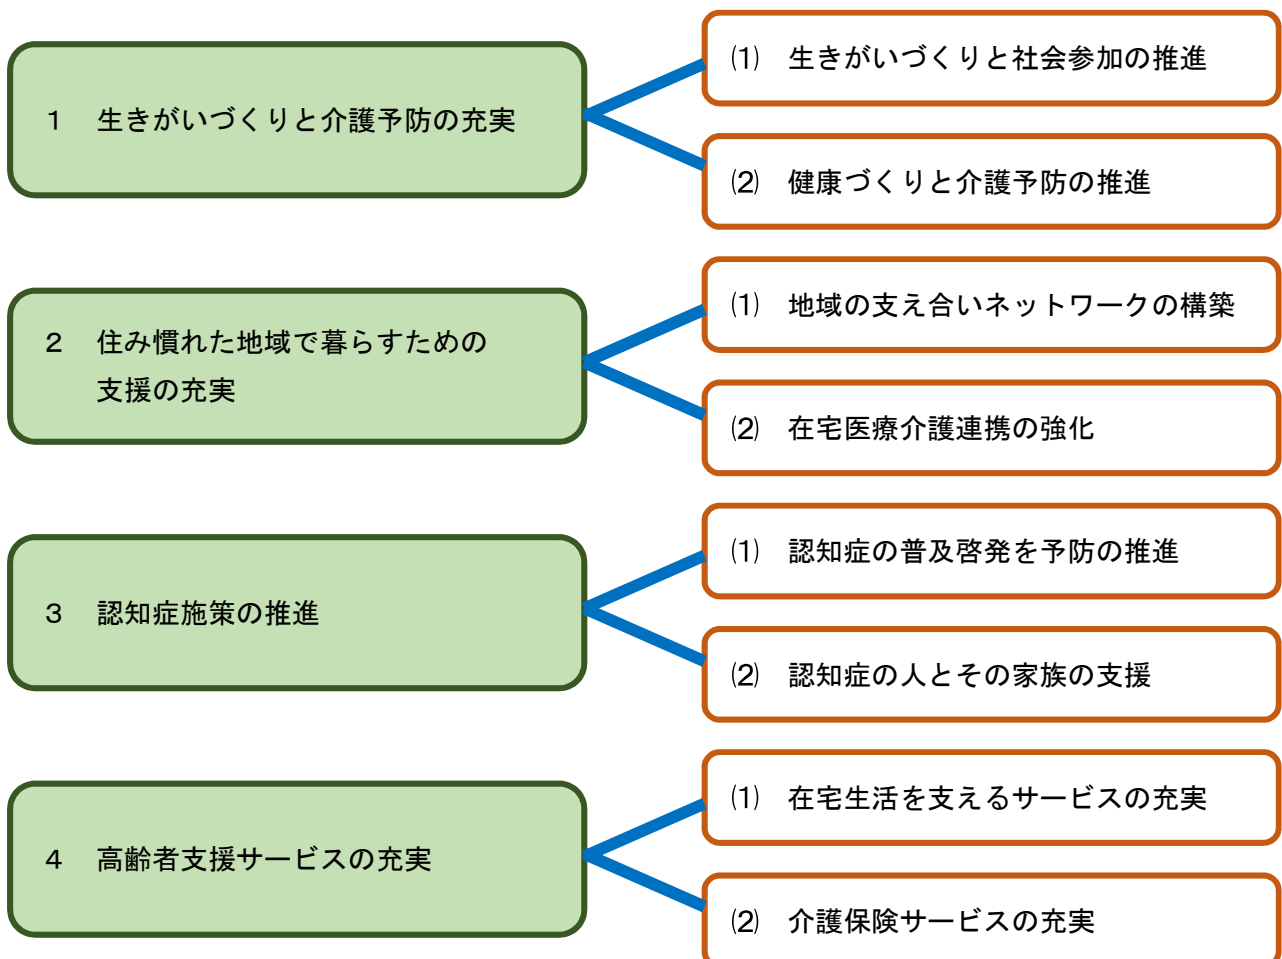 1 生きがいづくりと介護予防の充実
⑴ 生きがいづくりと社会参加の推進
⑵ 健康づくりと介護予防の推進
2 住み慣れた地域で暮らすための
支援の充実
⑴ 地域の支え合いネットワークの構築
⑵ 在宅医療介護連携の強化
3 認知症施策の推進
⑴ 認知症の普及啓発を予防の推進
⑵ 認知症の人とその家族の支援
4 高齢者支援サービスの充実
⑴ 在宅生活を支えるサービスの充実
⑵ 介護保険サービスの充実